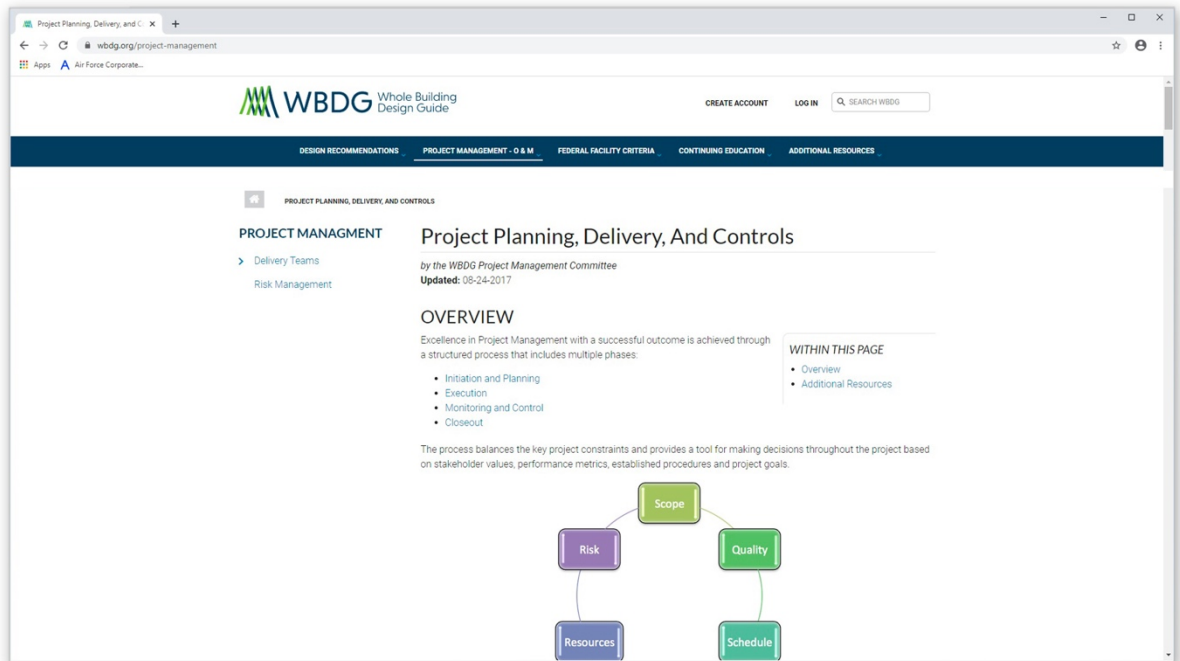 Project Planning, Delivery, and C
wbdg.org/project-management
Apps Air Force Corporate...
WBDG Whole Building
Design Guide
CREATE ACCOUNT LOG IN SEARCH WBDG
DESIGN RECOMMENDATIONS PROJECT MANAGEMENT - O & M FEDERAL FACILITY CRITERIA CONTINUING EDUCATION ADDITIONAL RESOURCES
PROJECT PLANNING, DELIVERY, AND CONTROLS
PROJECT MANAGMENT
Delivery Teams
Risk Management
Project Planning, Delivery, And Controls
by the WBDG Project Management Committee
Updated: 08-24-2017
OVERVIEW
Excellence in Project Management with a successful outcome is achieved through
a structured process that includes multiple phases:
• Initiation and Planning
• Execution
• Monitoring and Control
• Closeout
WITHIN THIS PAGE
• Overview
• Additional Resources
The process balances the key project constraints and provides a tool for making decisions throughout the project based
on stakeholder values, performance metrics, established procedures and project goals.
Scope
Risk
Quality
Resources
Schedule